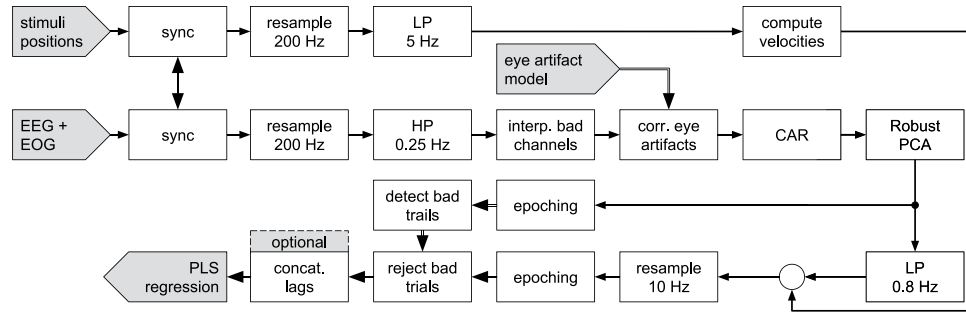 stimuli
positions
sync
resample
200 Hz
LP
5 Hz
compute
velocities
eye artifact
model
EEG +
EOG
sync
resample
200 Hz
HP
0.25 Hz
interp. bad
channels
corr. eye
artifacts
CAR
Robust
PCA
detect bad
trails
epoching
optional
PLS
regression
concat.
lags
reject bad
trials
epoching
resample
10 Hz
LP
0.8 Hz